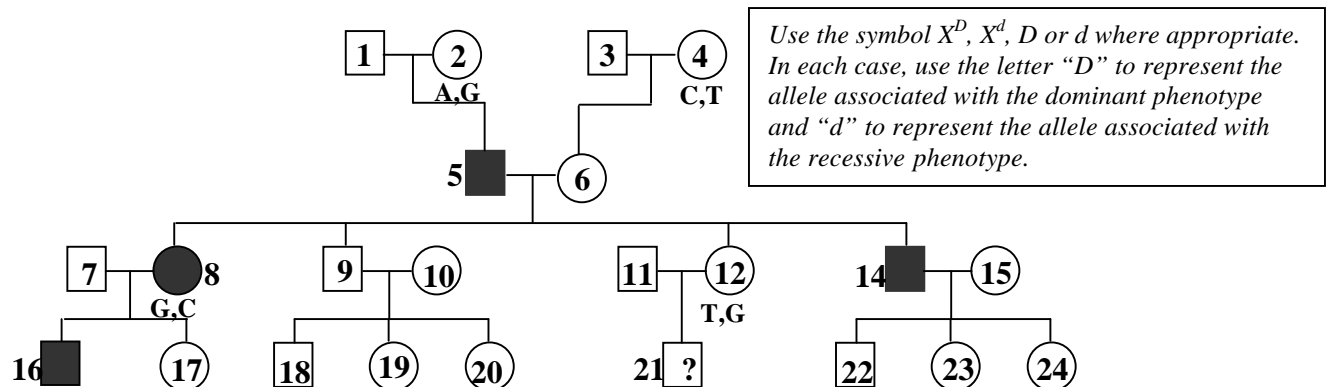 1 2 3 4
A,G C,T
Use the symbol X^D, X^d, D or d where appropriate.
In each case, use the letter “D” to represent the
allele associated with the dominant phenotype
and “d” to represent the allele associated with
the recessive phenotype.
5 6
7 8 9 10 11 12 14 15
G,C T,G
16 17 18 19 20 21 ? 22 23 24